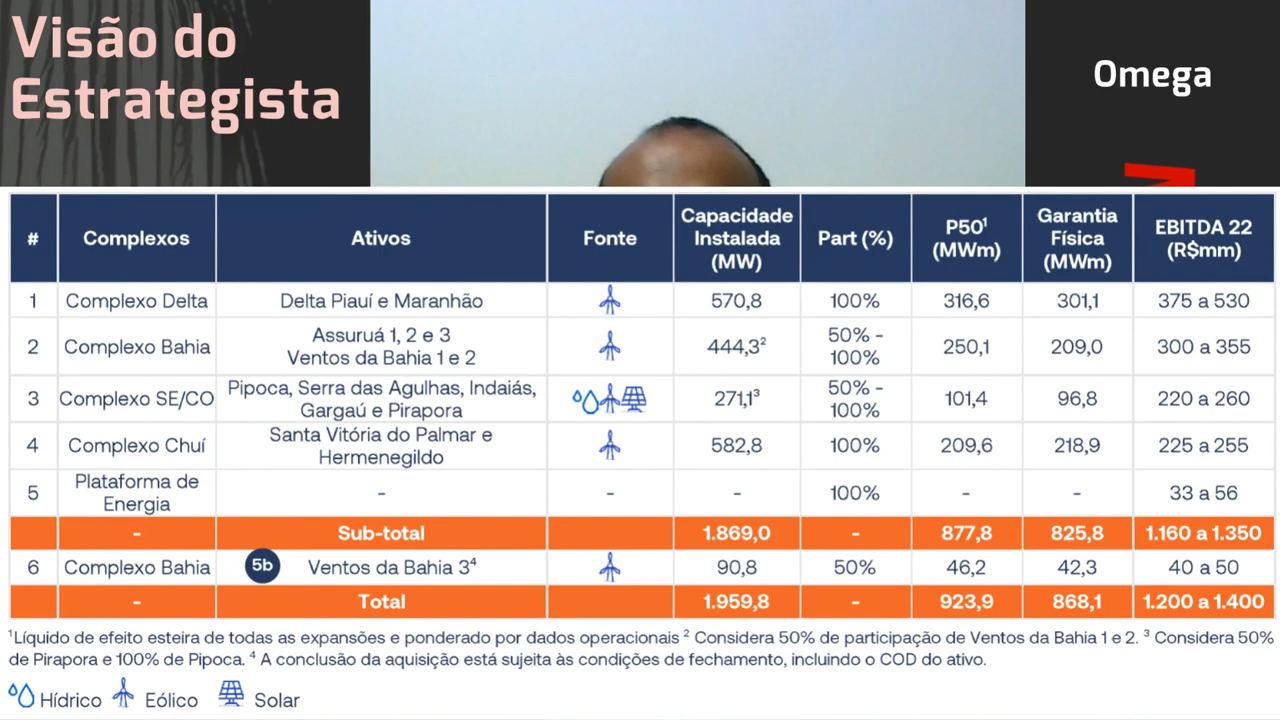 Visão do
Estrategista
Omega
# Complexos Ativos Fonte Capacidade Instalada (MW) Part (%) P50¹ (MWm) Garantia Física (MWm) EBITDA 22 (R$mm)
1 Complexo Delta Delta Piauí e Maranhão 570,8 100% 316,6 301,1 375 a 530
2 Complexo Bahia Assuruá 1, 2 e 3 Ventos da Bahia 1 e 2 444,3² 50% - 100% 250,1 209,0 300 a 355
3 Complexo SE/CO Pipoca, Serra das Agulhas, Indaiás, Gargaú e Pirapora 271,1³ 50% - 100% 101,4 96,8 220 a 260
4 Complexo Chuí Santa Vitória do Palmar e Hermenegildo 582,8 100% 209,6 218,9 225 a 255
5 Plataforma de Energia - - - 100% - - 33 a 56
- Sub-total 1.869,0 - 877,8 825,8 1.160 a 1.350
6 Complexo Bahia 5b Ventos da Bahia 3⁴ 90,8 50% 46,2 42,3 40 a 50
- Total 1.959,8 - 923,9 868,1 1.200 a 1.400
¹Líquido de efeito esteira de todas as expansões e ponderado por dados operacionais ² Considera 50% de participação de Ventos da Bahia 1 e 2. ³ Considera 50%
de Pirapora e 100% de Pipoca. ⁴ A conclusão da aquisição está sujeita às condições de fechamento, incluindo o COD do ativo.
Hídrico Eólico Solar